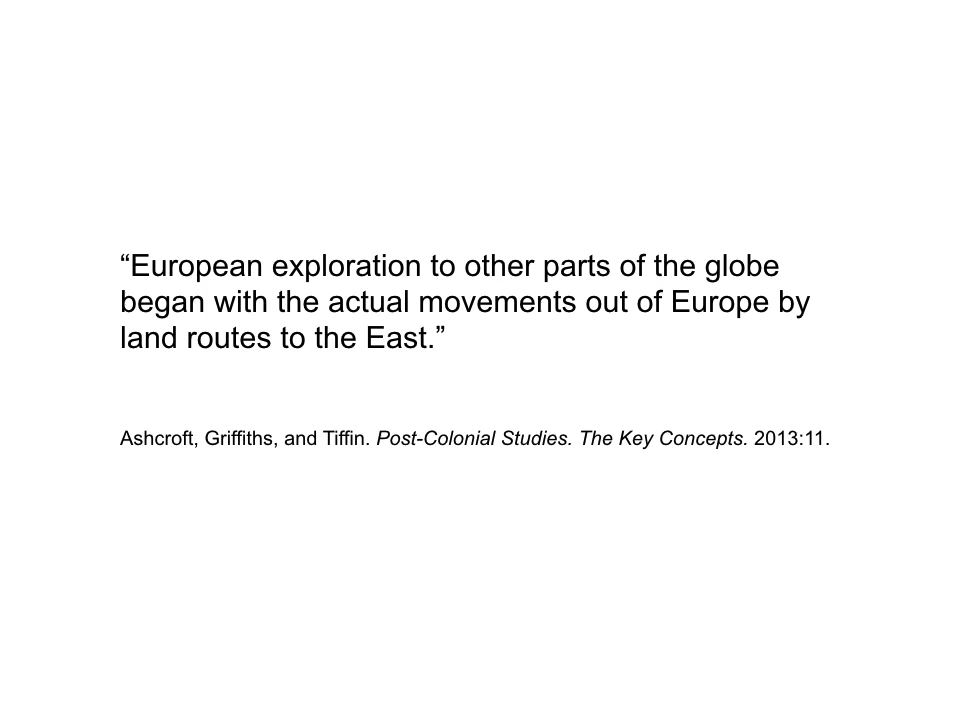 “European exploration to other parts of the globe
began with the actual movements out of Europe by
land routes to the East.”
Ashcroft, Griffiths, and Tiffin. Post-Colonial Studies. The Key Concepts. 2013:11.